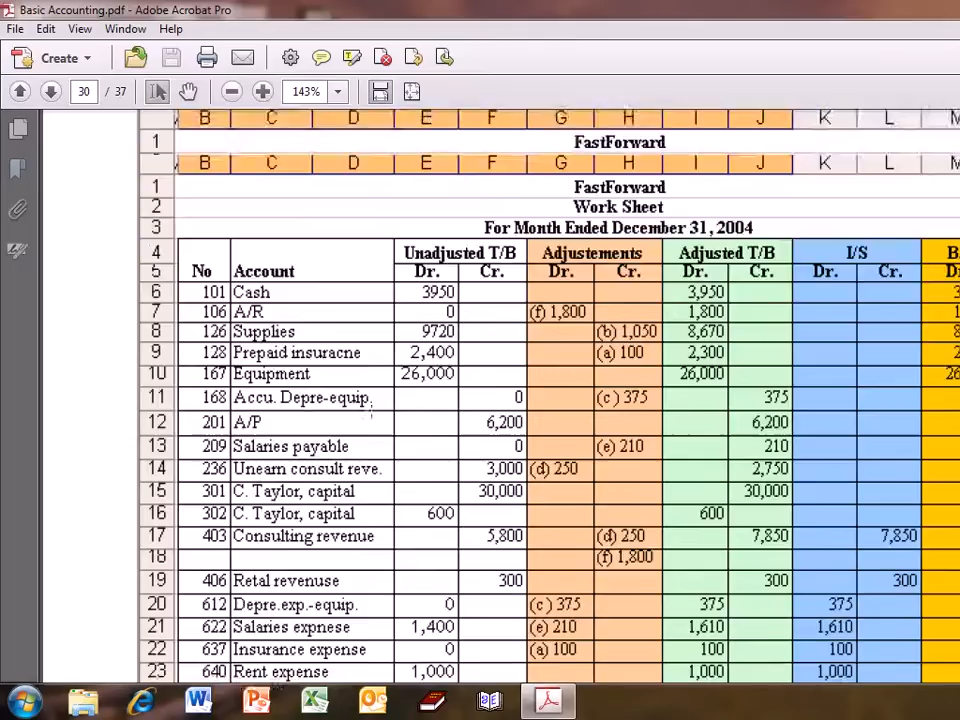 Basic Accounting.pdf - Adobe Acrobat Pro
File Edit View Window Help
Create
30 / 37 143%
B C D E F G H I J K L M
1 FastForward
B C D E F G H I J K L M
1 FastForward
2 Work Sheet
3 For Month Ended December 31, 2004
4 Unadjusted T/B Adjustements Adjusted T/B I/S B
5 No Account Dr. Cr. Dr. Cr. Dr. Cr. Dr. Cr. D
6 101 Cash 3950 3,950 3
7 106 A/R 0 (f) 1,800 1,800 1
8 126 Supplies 9720 (b) 1,050 8,670 8
9 128 Prepaid insuracne 2,400 (a) 100 2,300 2
10 167 Equipment 26,000 26,000 26
11 168 Accu. Depre-equip. 0 (c ) 375 375
12 201 A/P 6,200 6,200
13 209 Salaries payable 0 (e) 210 210
14 236 Unearn consult reve. 3,000 (d) 250 2,750
15 301 C. Taylor, capital 30,000 30,000
16 302 C. Taylor, capital 600 600
17 403 Consulting revenue 5,800 (d) 250 7,850 7,850
18 (f) 1,800
19 406 Retal revenuse 300 300 300
20 612 Depre.exp.-equip. 0 (c ) 375 375 375
21 622 Salaries expnese 1,400 (e) 210 1,610 1,610
22 637 Insurance expense 0 (a) 100 100 100
23 640 Rent expense 1,000 1,000 1,000